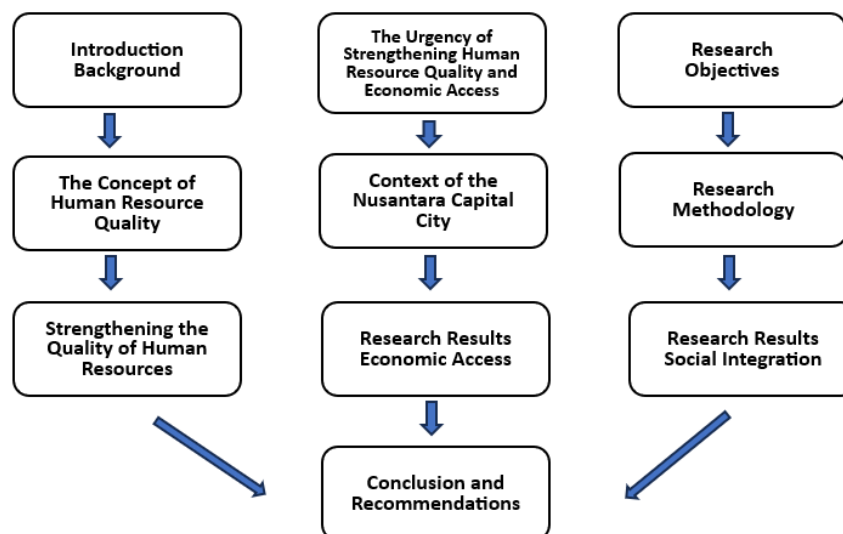 Introduction
Background
The Urgency of
Strengthening Human
Resource Quality and
Economic Access
Research
Objectives
The Concept of
Human Resource
Quality
Context of the
Nusantara Capital
City
Research
Methodology
Strengthening the
Quality of Human
Resources
Research Results
Economic Access
Research Results
Social Integration
Conclusion and
Recommendations